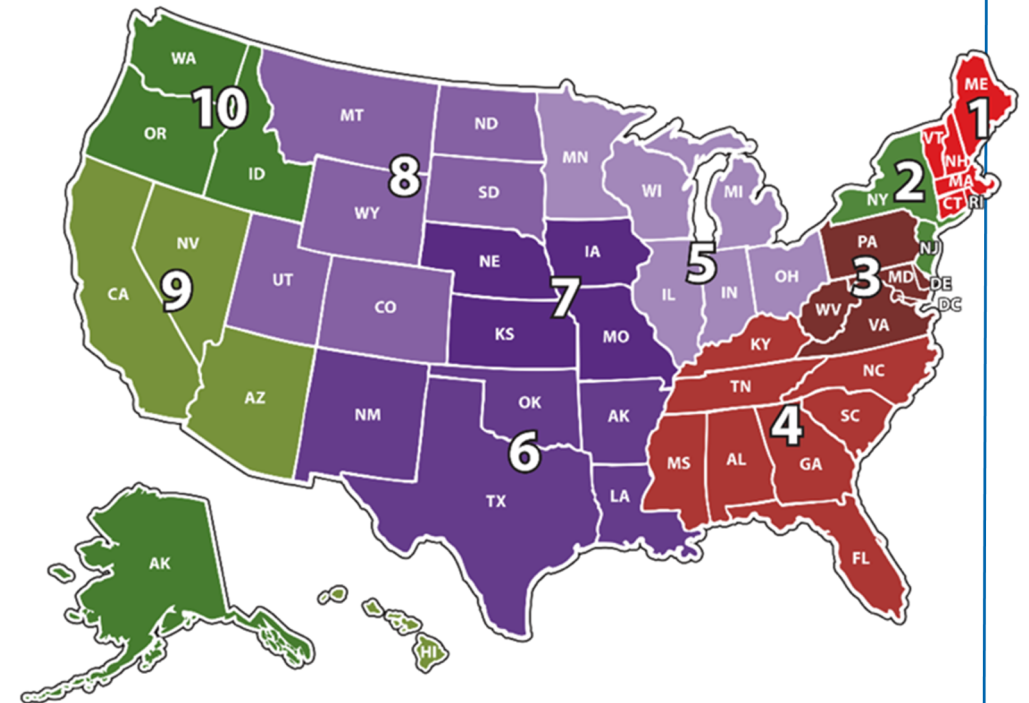 WA
10
OR
ID
MT
ND
8
SD
WY
MN
WI
MI
5
ME
1
VT
NH
2
NY
MA
CT
RI
NV
9
CA
UT
CO
NE
IA
7
KS
MO
IL
IN
OH
PA
NJ
3
MD
DE
DC
WV
VA
KY
AZ
NM
OK
6
AK
TN
NC
4
SC
MS
AL
GA
TX
LA
FL
AK
HI